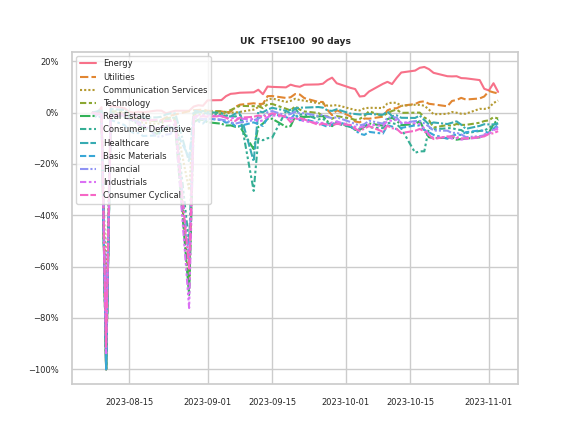 UK FTSE100 90 days
20%
0%
−20%
−40%
−60%
−80%
−100%
Energy
Utilities
Communication Services
Technology
Real Estate
Consumer Defensive
Healthcare
Basic Materials
Financial
Industrials
Consumer Cyclical
2023-08-15
2023-09-01
2023-09-15
2023-10-01
2023-10-15
2023-11-01